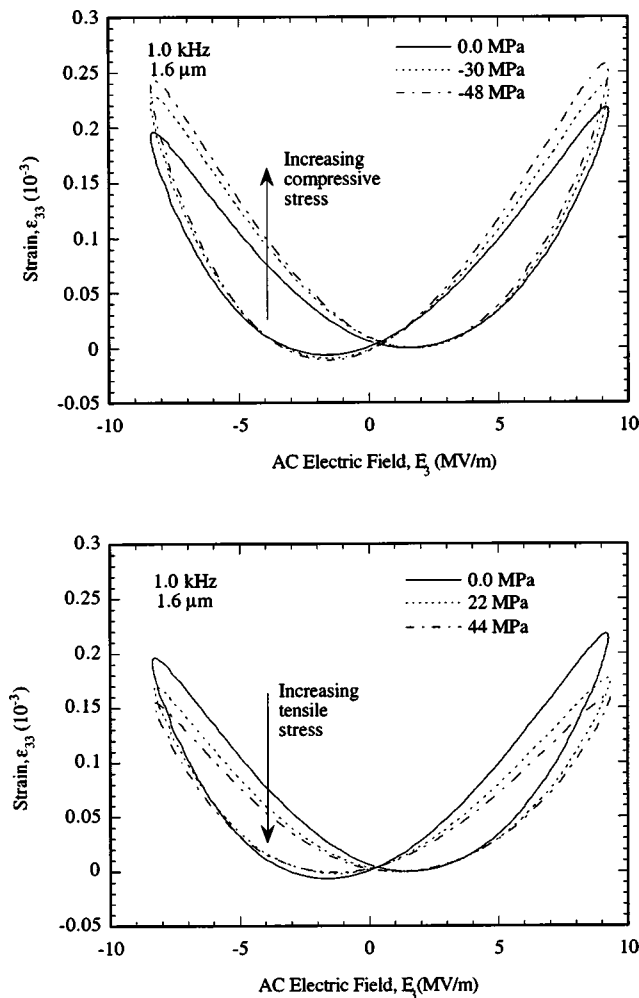 0.3
0.25
0.2
0.15
0.1
0.05
0
-0.05
Strain, ε33 (10-3)
1.0 kHz
1.6 μm
0.0 MPa
-30 MPa
-48 MPa
Increasing
compressive
stress
-10
-5
0
5
10
AC Electric Field, E3 (MV/m)
0.3
0.25
0.2
0.15
0.1
0.05
0
-0.05
Strain, ε33 (10-3)
1.0 kHz
1.6 μm
0.0 MPa
22 MPa
44 MPa
Increasing
tensile
stress
-10
-5
0
5
10
AC Electric Field, E3(MV/m)